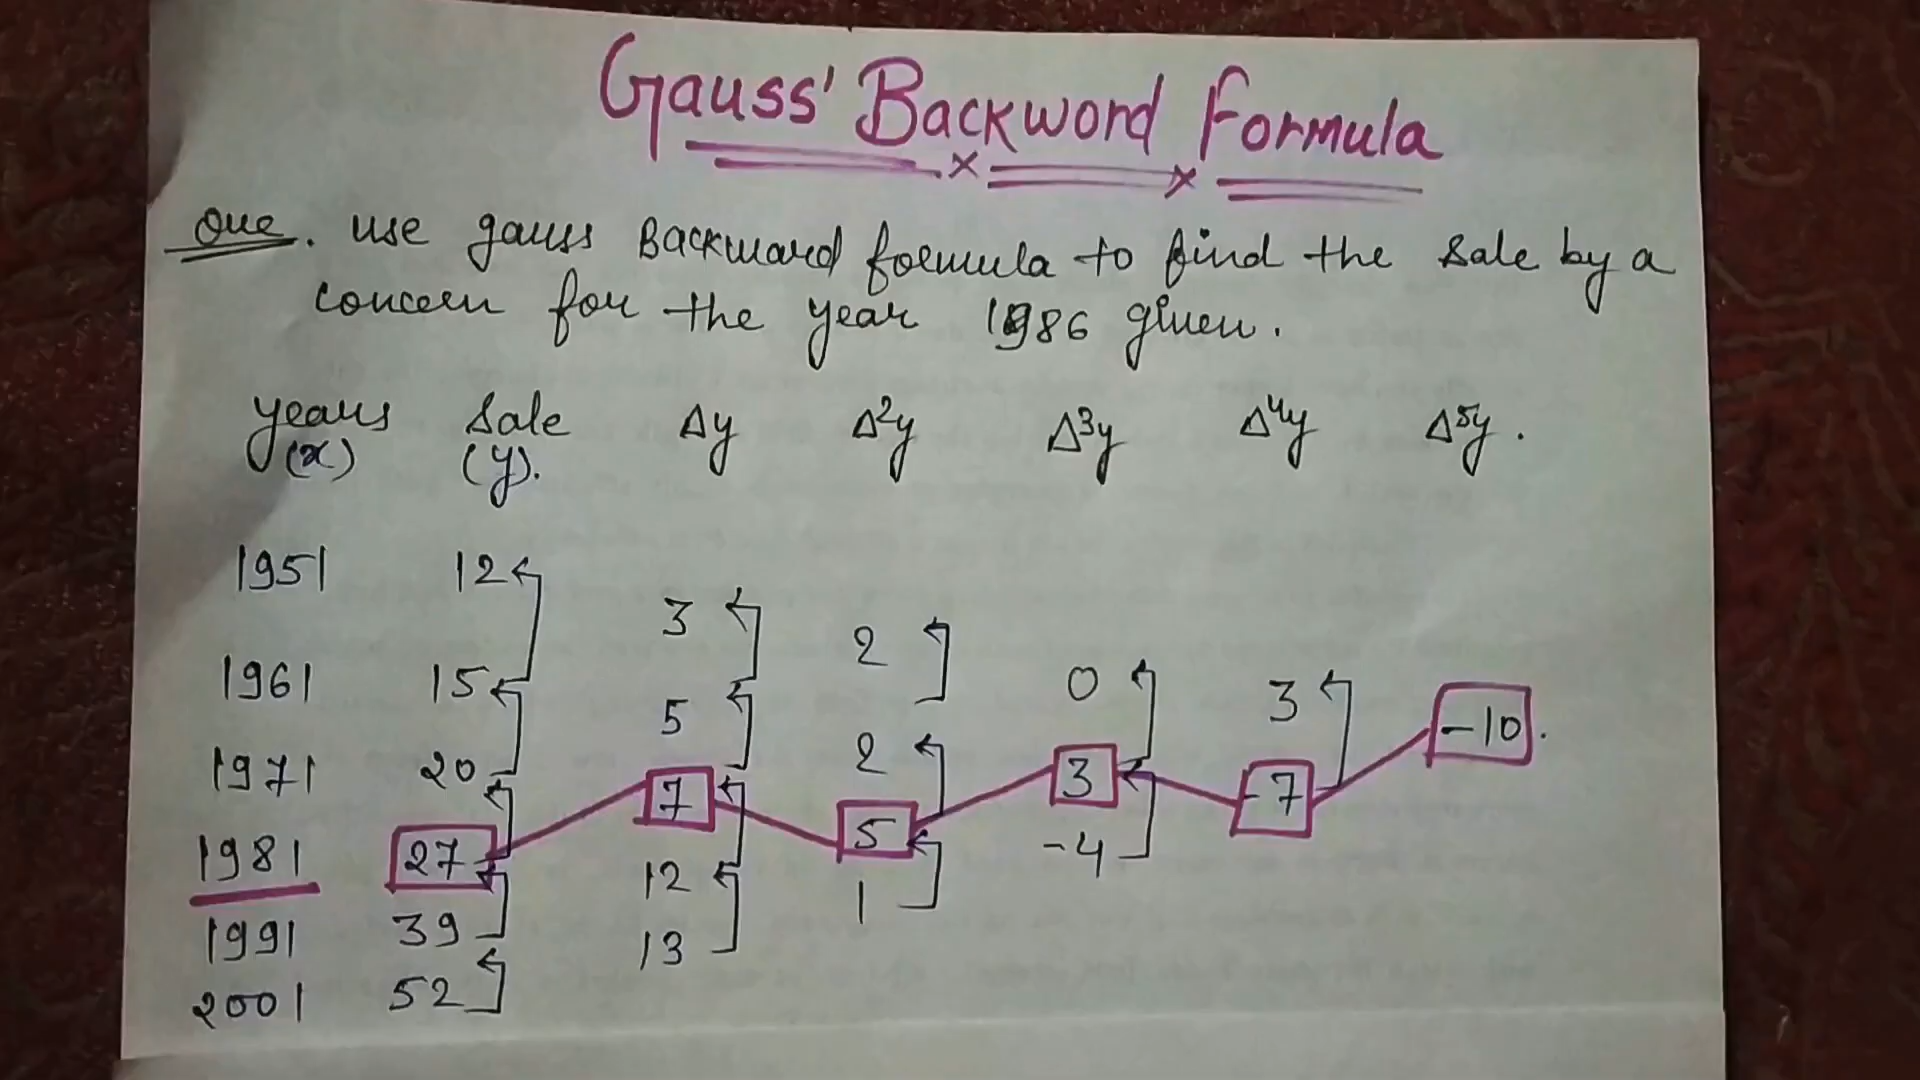 Gauss' Backword Formula
Que. use gauss Backward formula to find the sale by a
concern for the year 1986 given.
years sale Δy Δ²y Δ³y Δ⁴y Δ⁵y.
(x) (y).
1951 12
3
2
1961 15 0 3
5 -10.
2
1971 20
7 3 -7
5
1981 27 -4
12
1
1991 39
13
2001 52